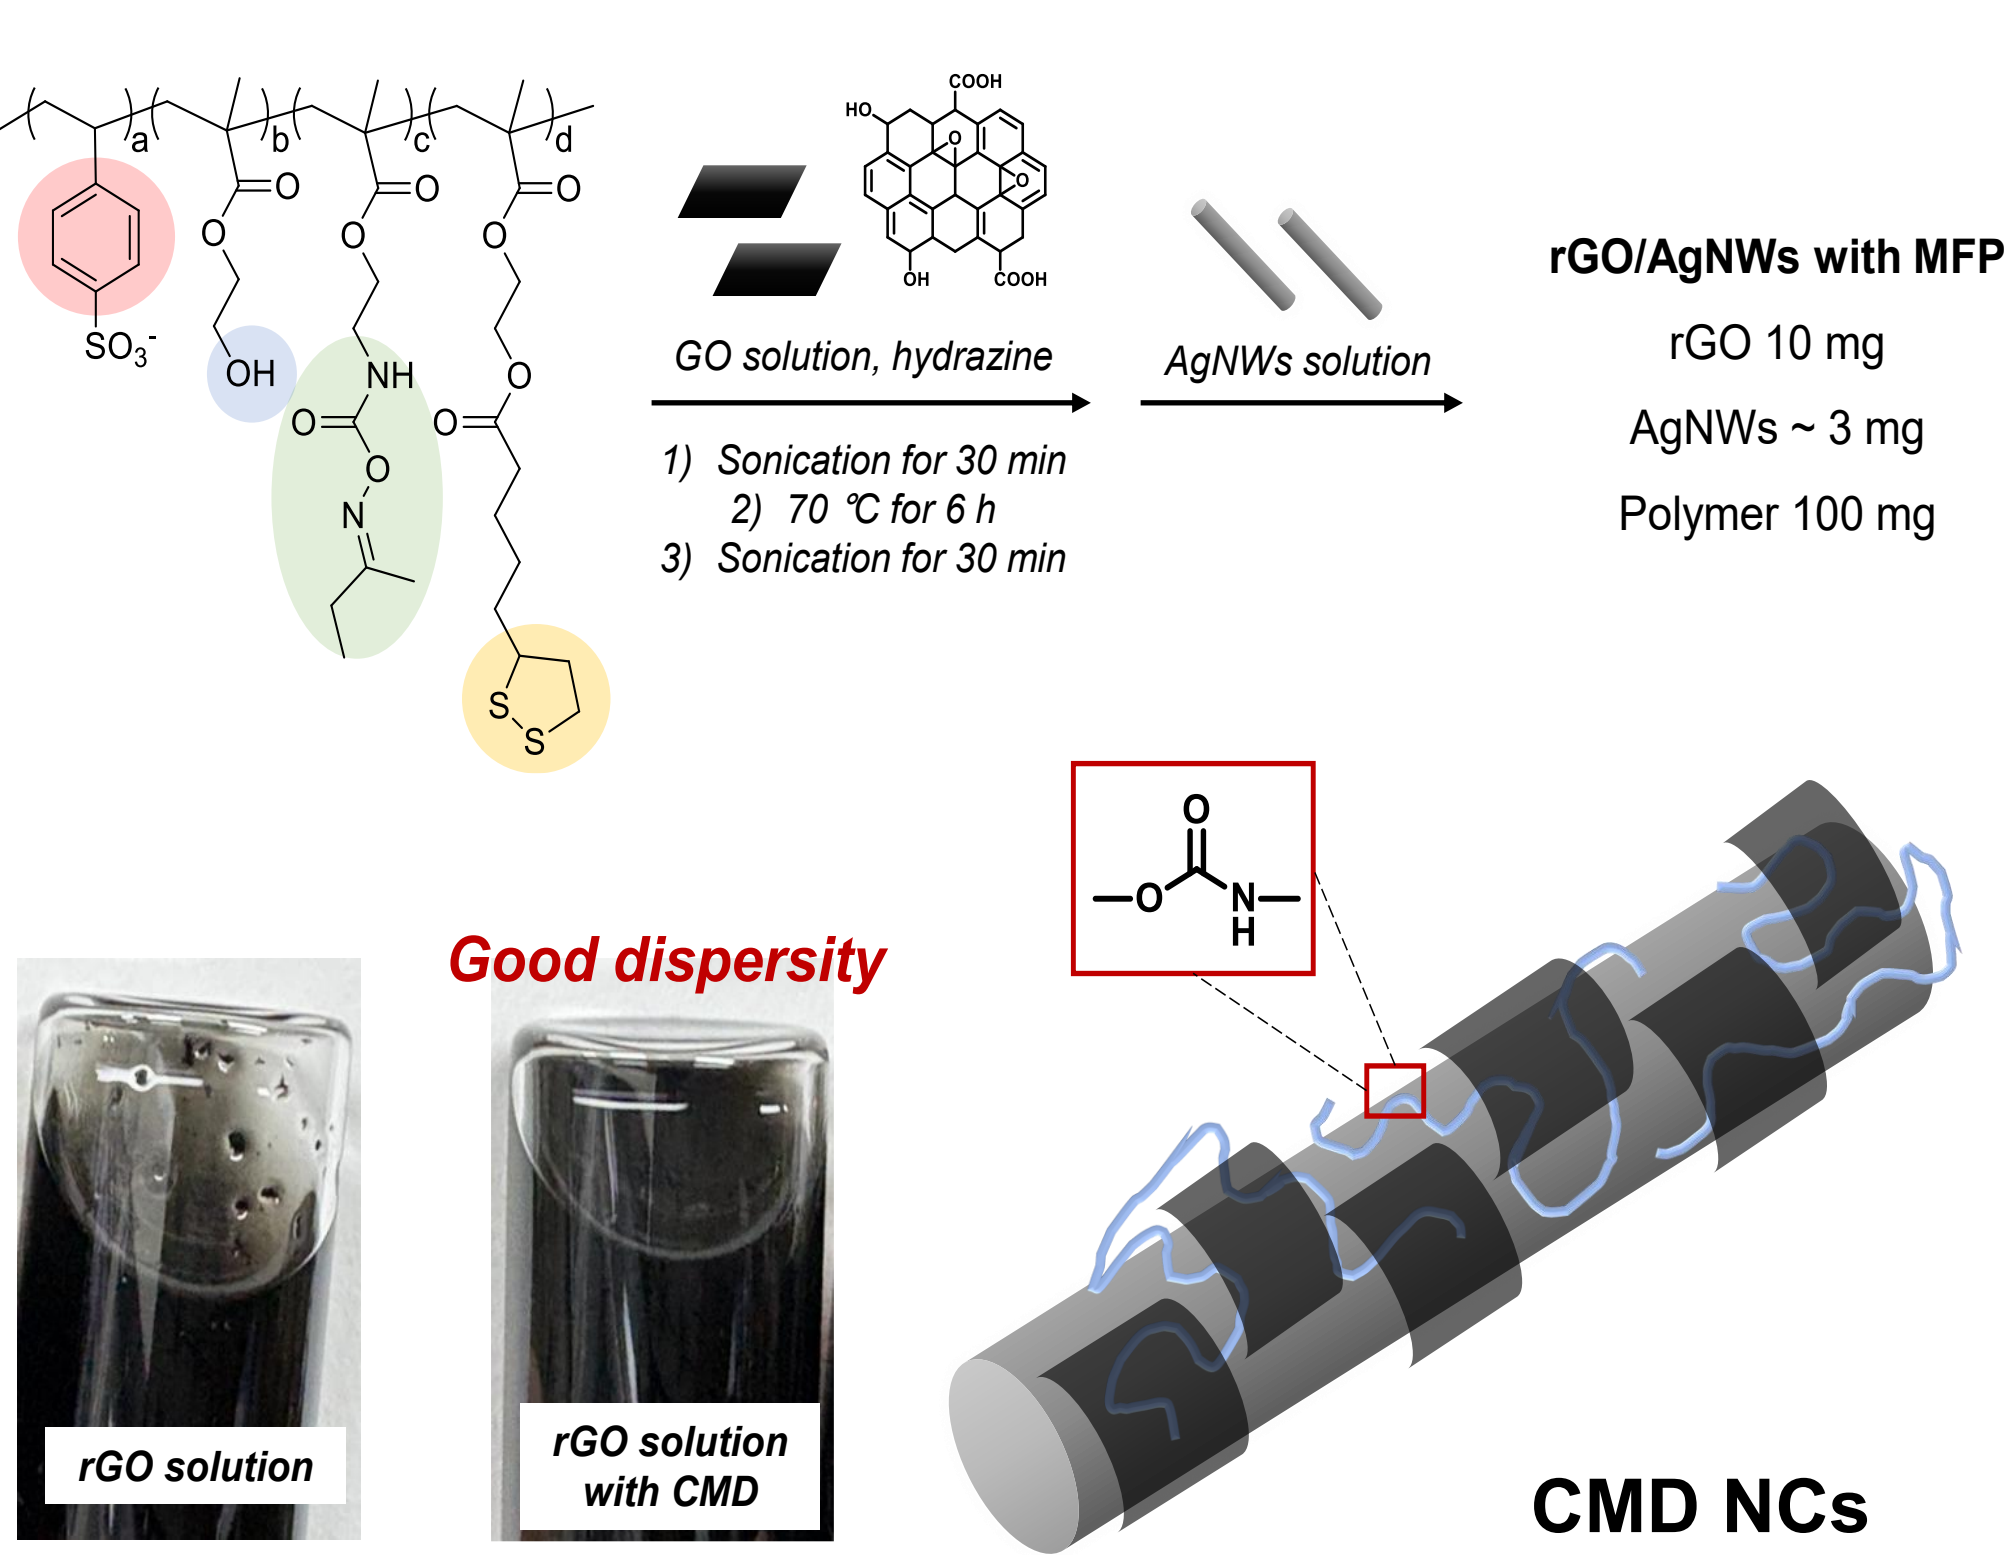 a
b
c
d
O
O
O
O
O
O
SO3-
OH
NH
O
O
O
O
N
S
S
COOH
HO
O
O
OH
COOH
GO solution, hydrazine
1) Sonication for 30 min
2) 70 ℃ for 6 h
3) Sonication for 30 min
AgNWs solution
rGO/AgNWs with MFP
rGO 10 mg
AgNWs ~ 3 mg
Polymer 100 mg
Good dispersity
rGO solution
rGO solution
with CMD
O
O
N
H
CMD NCs